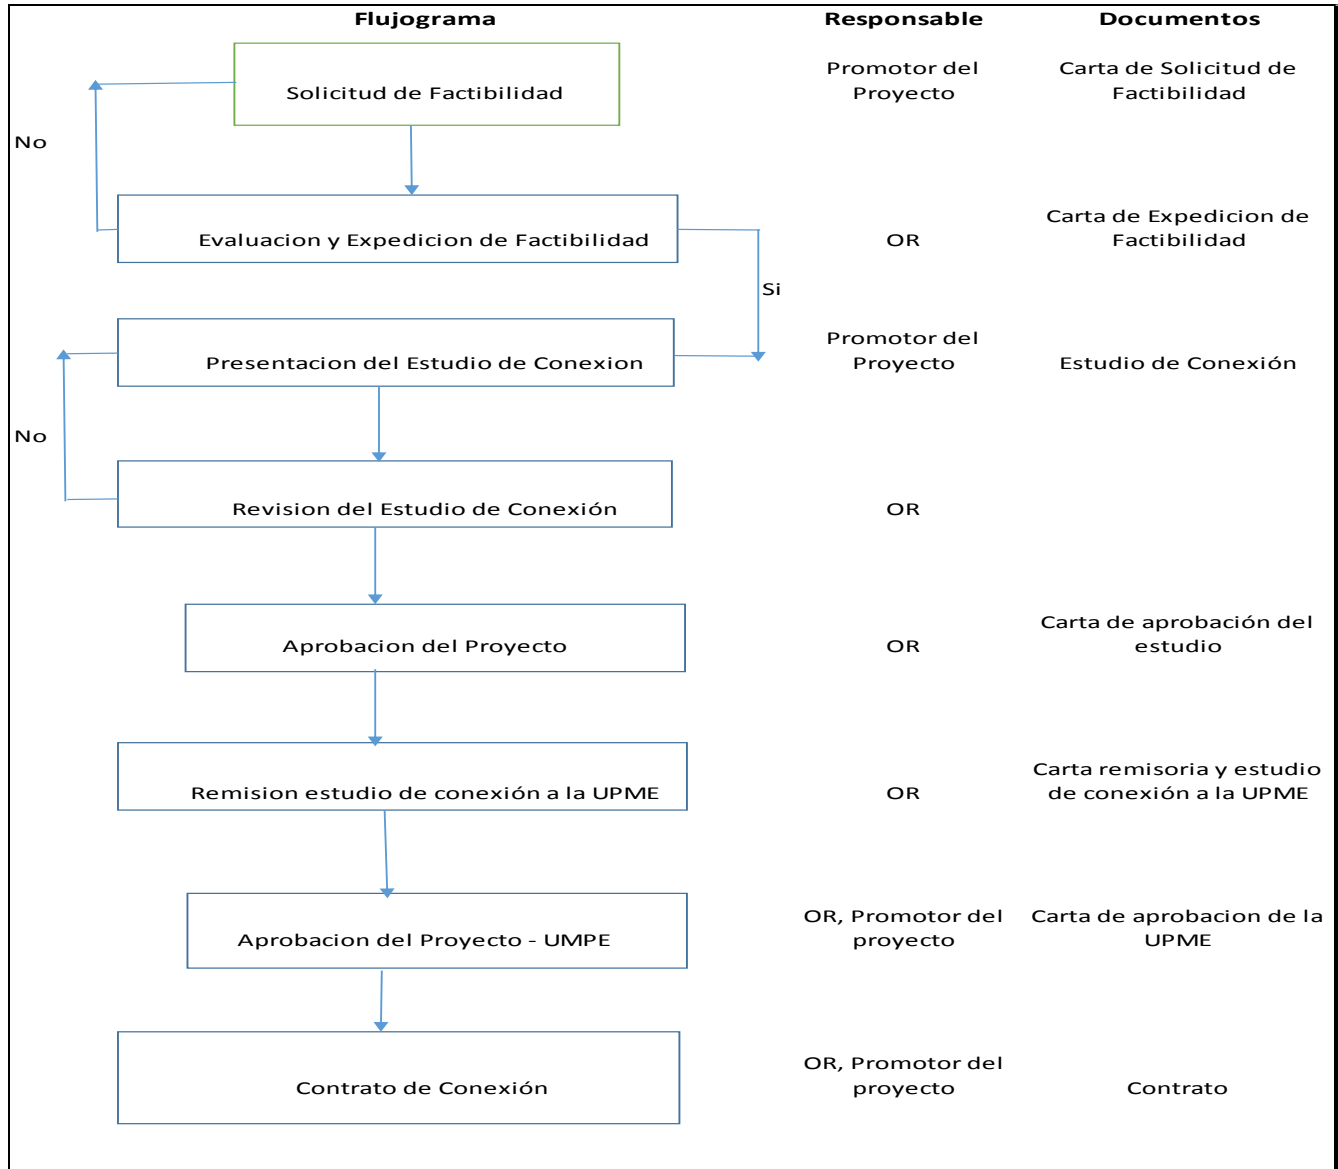 Flujograma Responsable Documentos
Solicitud de Factibilidad
Promotor del
Proyecto
Carta de Solicitud de
Factibilidad
No
Evaluacion y Expedicion de Factibilidad
OR
Carta de Expedicion de
Factibilidad
Si
Presentacion del Estudio de Conexion
Promotor del
Proyecto
Estudio de Conexión
No
Revision del Estudio de Conexión
OR
Aprobacion del Proyecto
OR
Carta de aprobación del
estudio
Remision estudio de conexión a la UPME
OR
Carta remisoria y estudio
de conexión a la UPME
Aprobacion del Proyecto - UMPE
OR, Promotor del
proyecto
Carta de aprobacion de la
UPME
Contrato de Conexión
OR, Promotor del
proyecto
Contrato